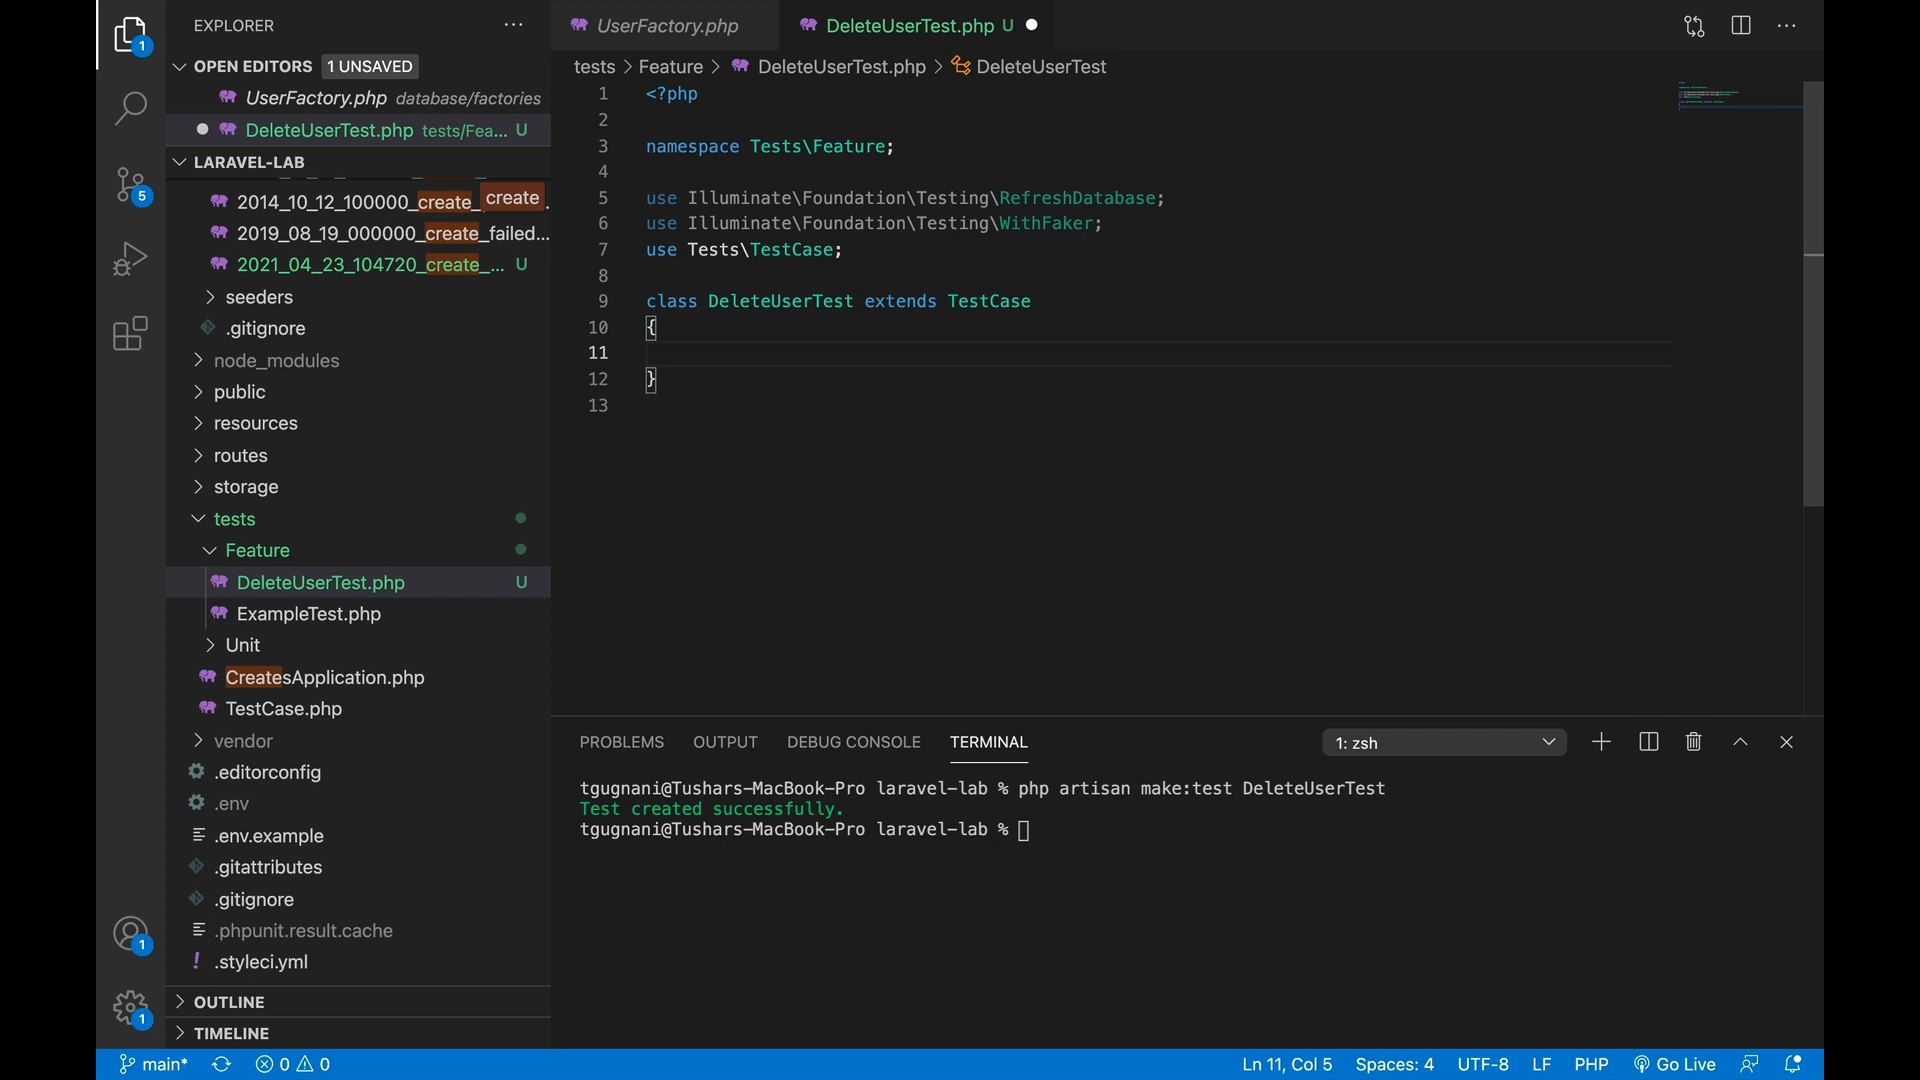 EXPLORER
OPEN EDITORS 1 UNSAVED
UserFactory.php database/factories
DeleteUserTest.php tests/Fea... U
LARAVEL-LAB
2014_10_12_100000_create_ create .
2019_08_19_000000_create_failed...
2021_04_23_104720_create_... U
seeders
.gitignore
node_modules
public
resources
routes
storage
tests
Feature
DeleteUserTest.php U
ExampleTest.php
Unit
CreatesApplication.php
TestCase.php
vendor
.editorconfig
.env
.env.example
.gitattributes
.gitignore
.phpunit.result.cache
.styleci.yml
OUTLINE
TIMELINE
1
5
1
1
UserFactory.php DeleteUserTest.php U
tests > Feature > DeleteUserTest.php > DeleteUserTest
1 <?php
2
3 namespace Tests\Feature;
4
5 use Illuminate\Foundation\Testing\RefreshDatabase;
6 use Illuminate\Foundation\Testing\WithFaker;
7 use Tests\TestCase;
8
9 class DeleteUserTest extends TestCase
10 {
11
12 }
13
PROBLEMS OUTPUT DEBUG CONSOLE TERMINAL 1: zsh
tgugnani@Tushars-MacBook-Pro laravel-lab % php artisan make:test DeleteUserTest
Test created successfully.
tgugnani@Tushars-MacBook-Pro laravel-lab %
main* 0 0 Ln 11, Col 5 Spaces: 4 UTF-8 LF PHP Go Live